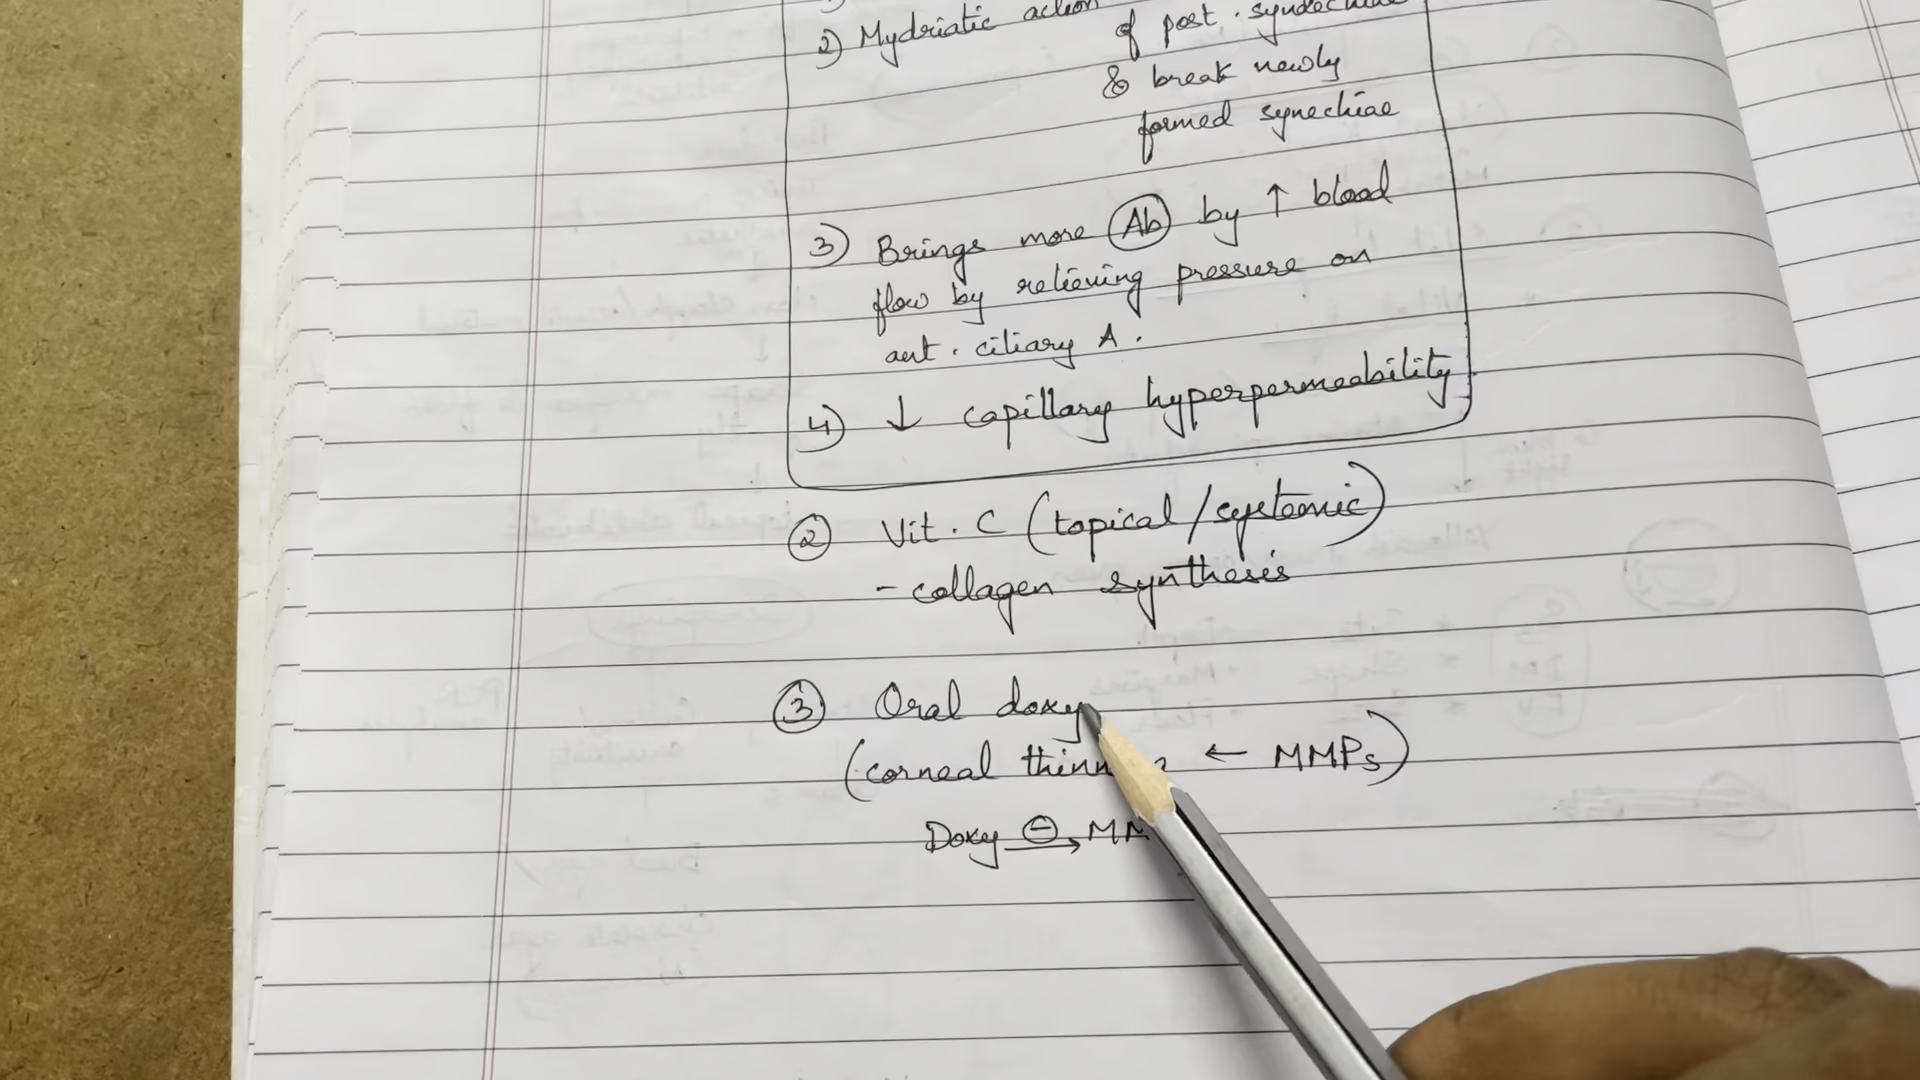 2) Mydriatic action
of post. synaechiae
& break newly
formed synechiae
3) Brings more Ab by ↑ blood
flow by relieving pressure on
ant. ciliary A.
4) ↓ capillary hyperpermeability
② Vit. C (topical/systemic)
- collagen synthesis
③ Oral doxy
(corneal thinn ← MMPs)
Doxy ⊖→ MM